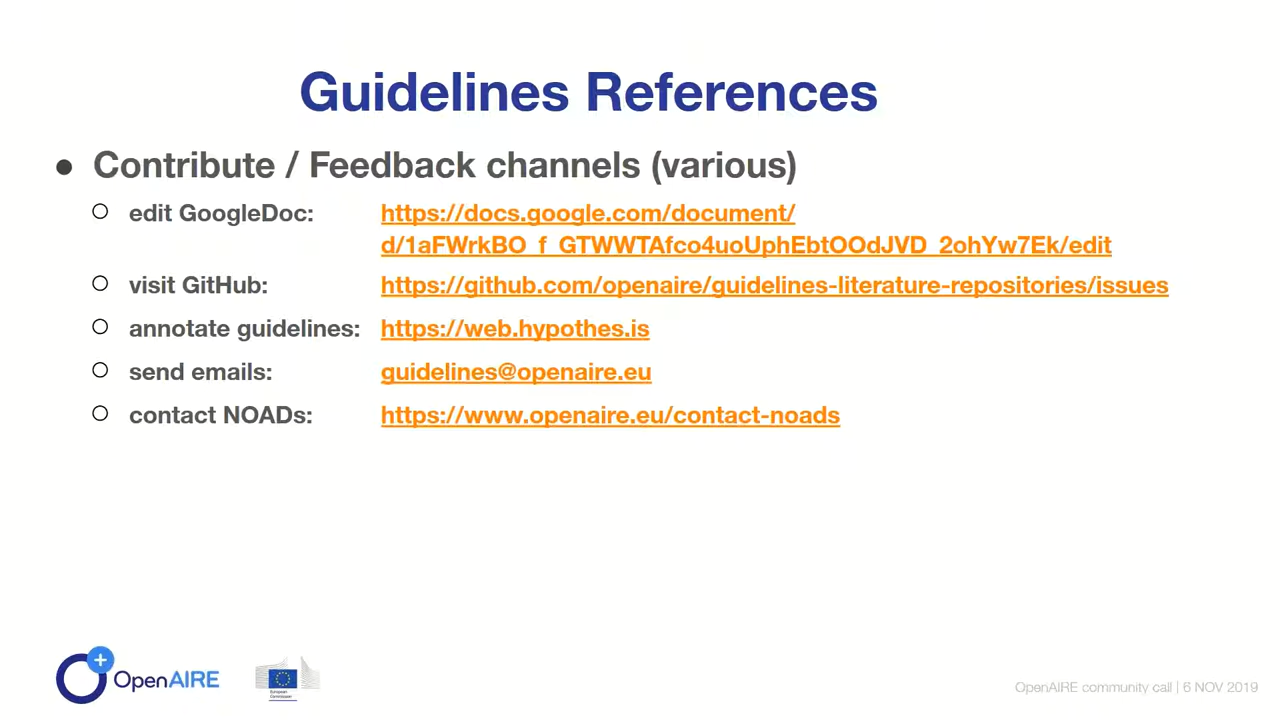 Guidelines References
● Contribute / Feedback channels (various)
○ edit GoogleDoc: https://docs.google.com/document/
d/1aFWrkBO_f_GTWWTAfco4uoUphEbtOOdJVD_2ohYw7Ek/edit
○ visit GitHub: https://github.com/openaire/guidelines-literature-repositories/issues
○ annotate guidelines: https://web.hypothes.is
○ send emails: guidelines@openaire.eu
○ contact NOADs: https://www.openaire.eu/contact-noads
OpenAIRE
European
Commission
OpenAIRE community call | 6 NOV 2019